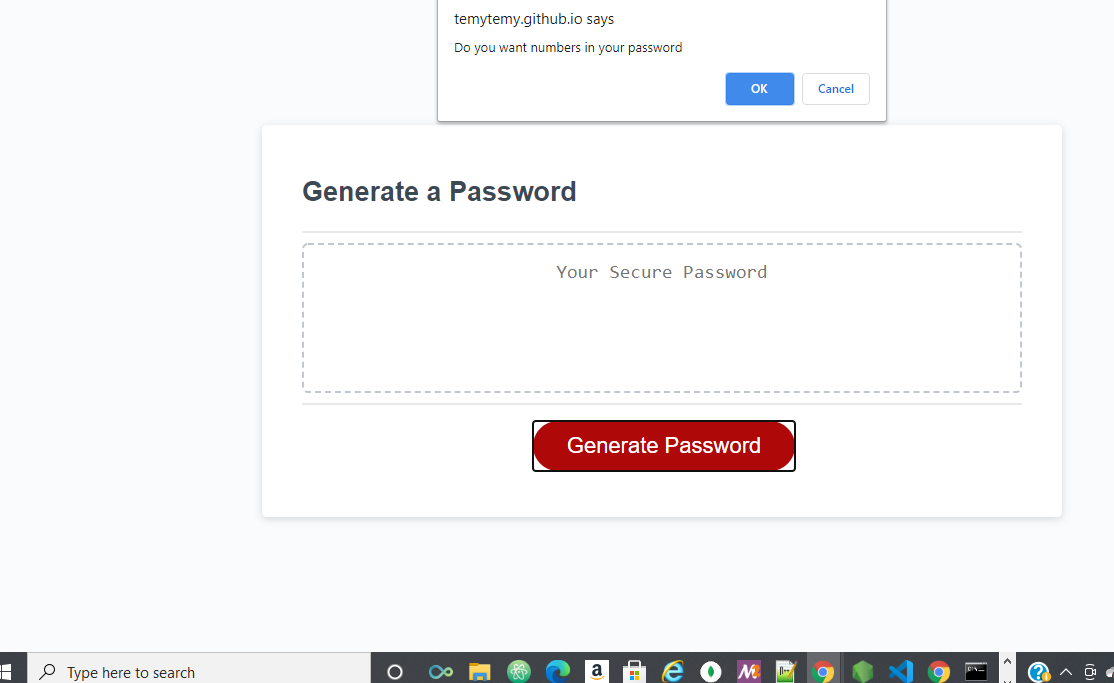 temytemy.github.io says
Do you want numbers in your password
OK
Cancel
Generate a Password
Your Secure Password
Generate Password
Type here to search